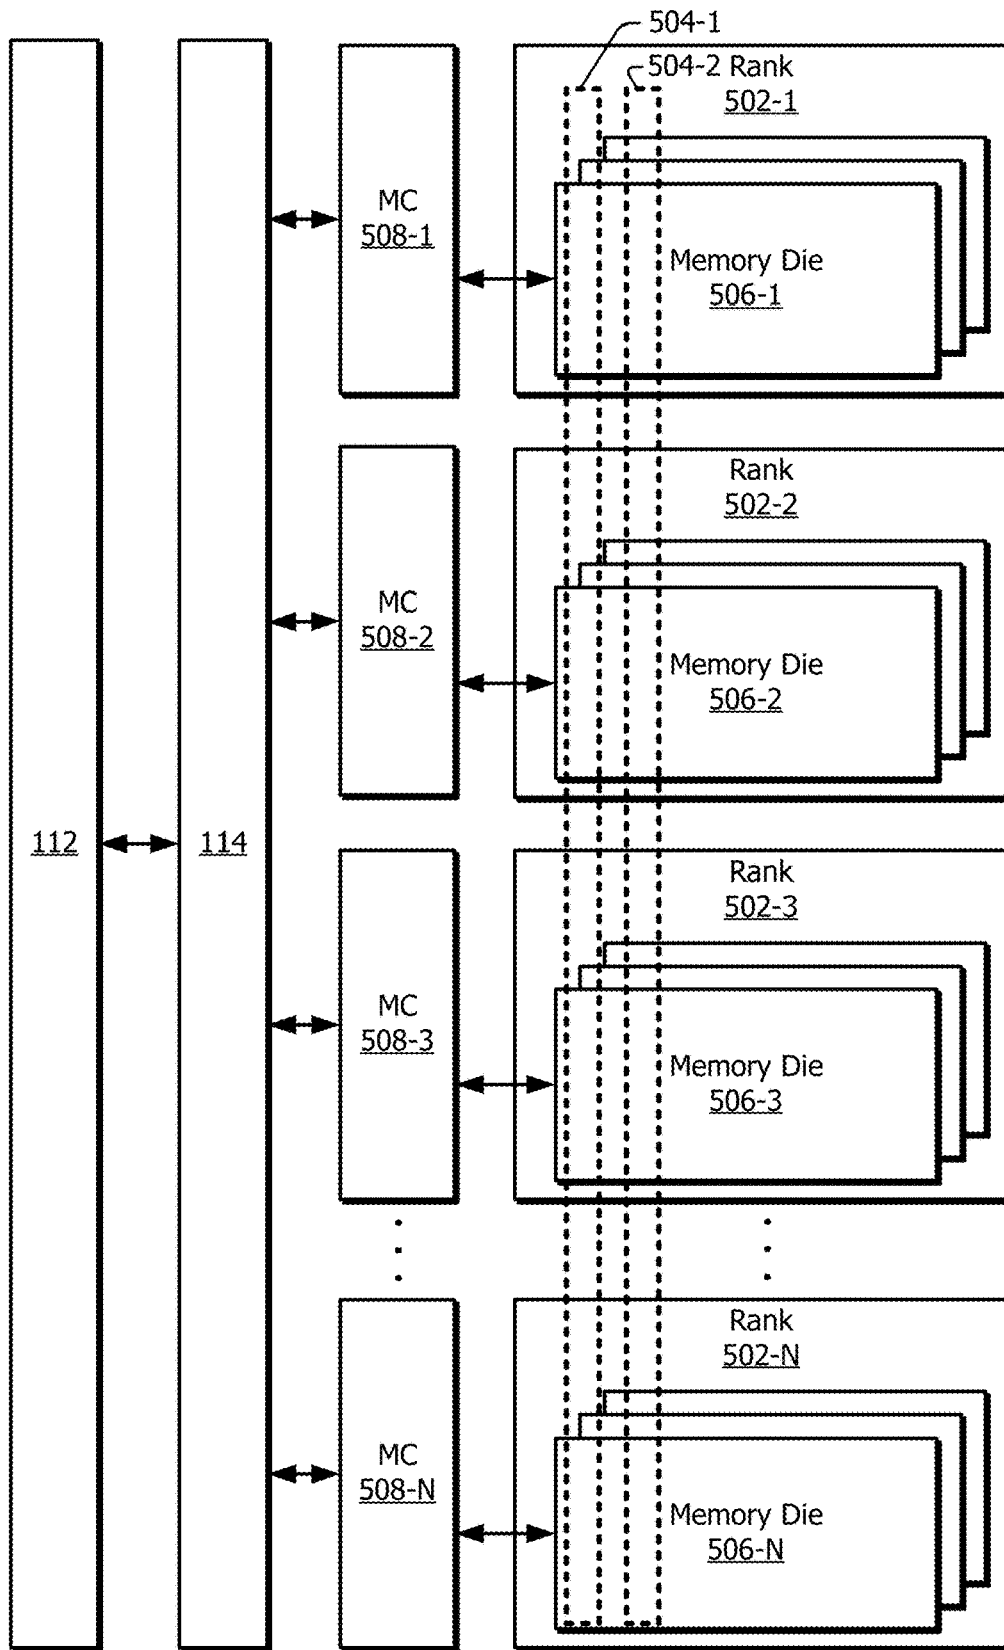 504-1
504-2
Rank
502-1
MC
508-1
Memory Die
506-1
Rank
502-2
MC
508-2
Memory Die
506-2
112
114
Rank
502-3
MC
508-3
Memory Die
506-3
Rank
502-N
MC
508-N
Memory Die
506-N